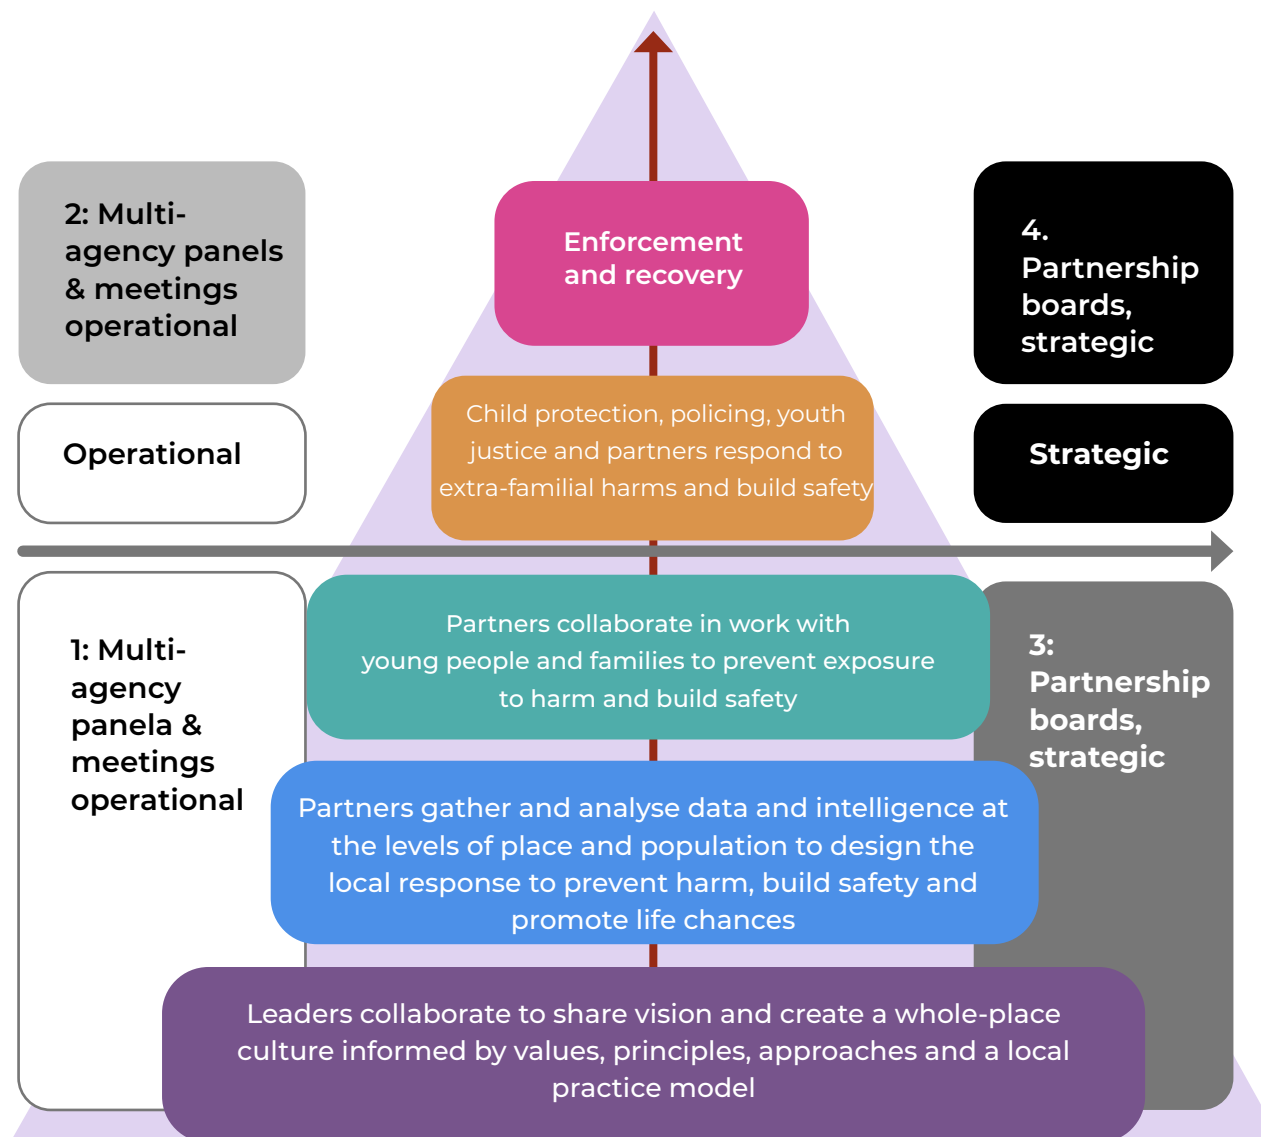 2: Multi-
agency panels
& meetings
operational
Enforcement
and recovery
4.
Partnership
boards,
strategic
Operational
Child protection, policing, youth
justice and partners respond to
extra-familial harms and build safety
Strategic
1: Multi-
agency
panela &
meetings
operational
Partners collaborate in work with
young people and families to prevent exposure
to harm and build safety
3:
Partnership
boards,
strategic
Partners gather and analyse data and intelligence at
the levels of place and population to design the
local response to prevent harm, build safety and
promote life chances
Leaders collaborate to share vision and create a whole-place
culture informed by values, principles, approaches and a local
practice model